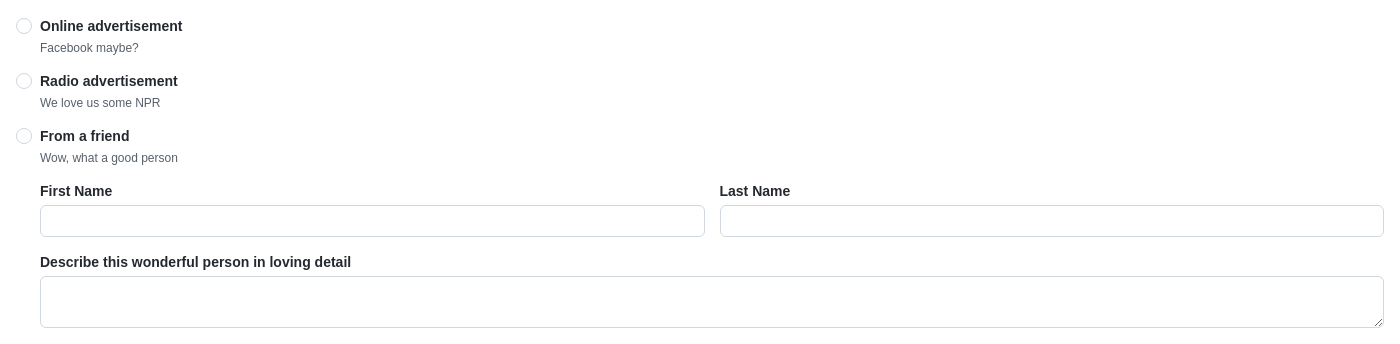 Online advertisement
Facebook maybe?
Radio advertisement
We love us some NPR
From a friend
Wow, what a good person
First Name Last Name
Describe this wonderful person in loving detail